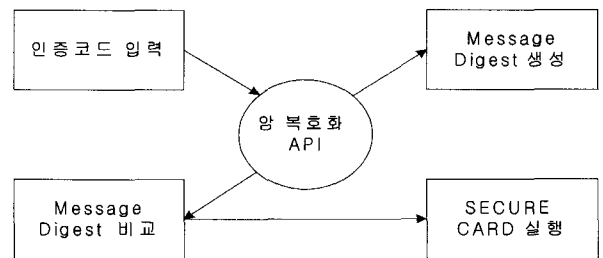 인증코드 입력
Message
Digest 생성
암 복호화
API
Message
Digest 비교
SECURE
CARD 실행